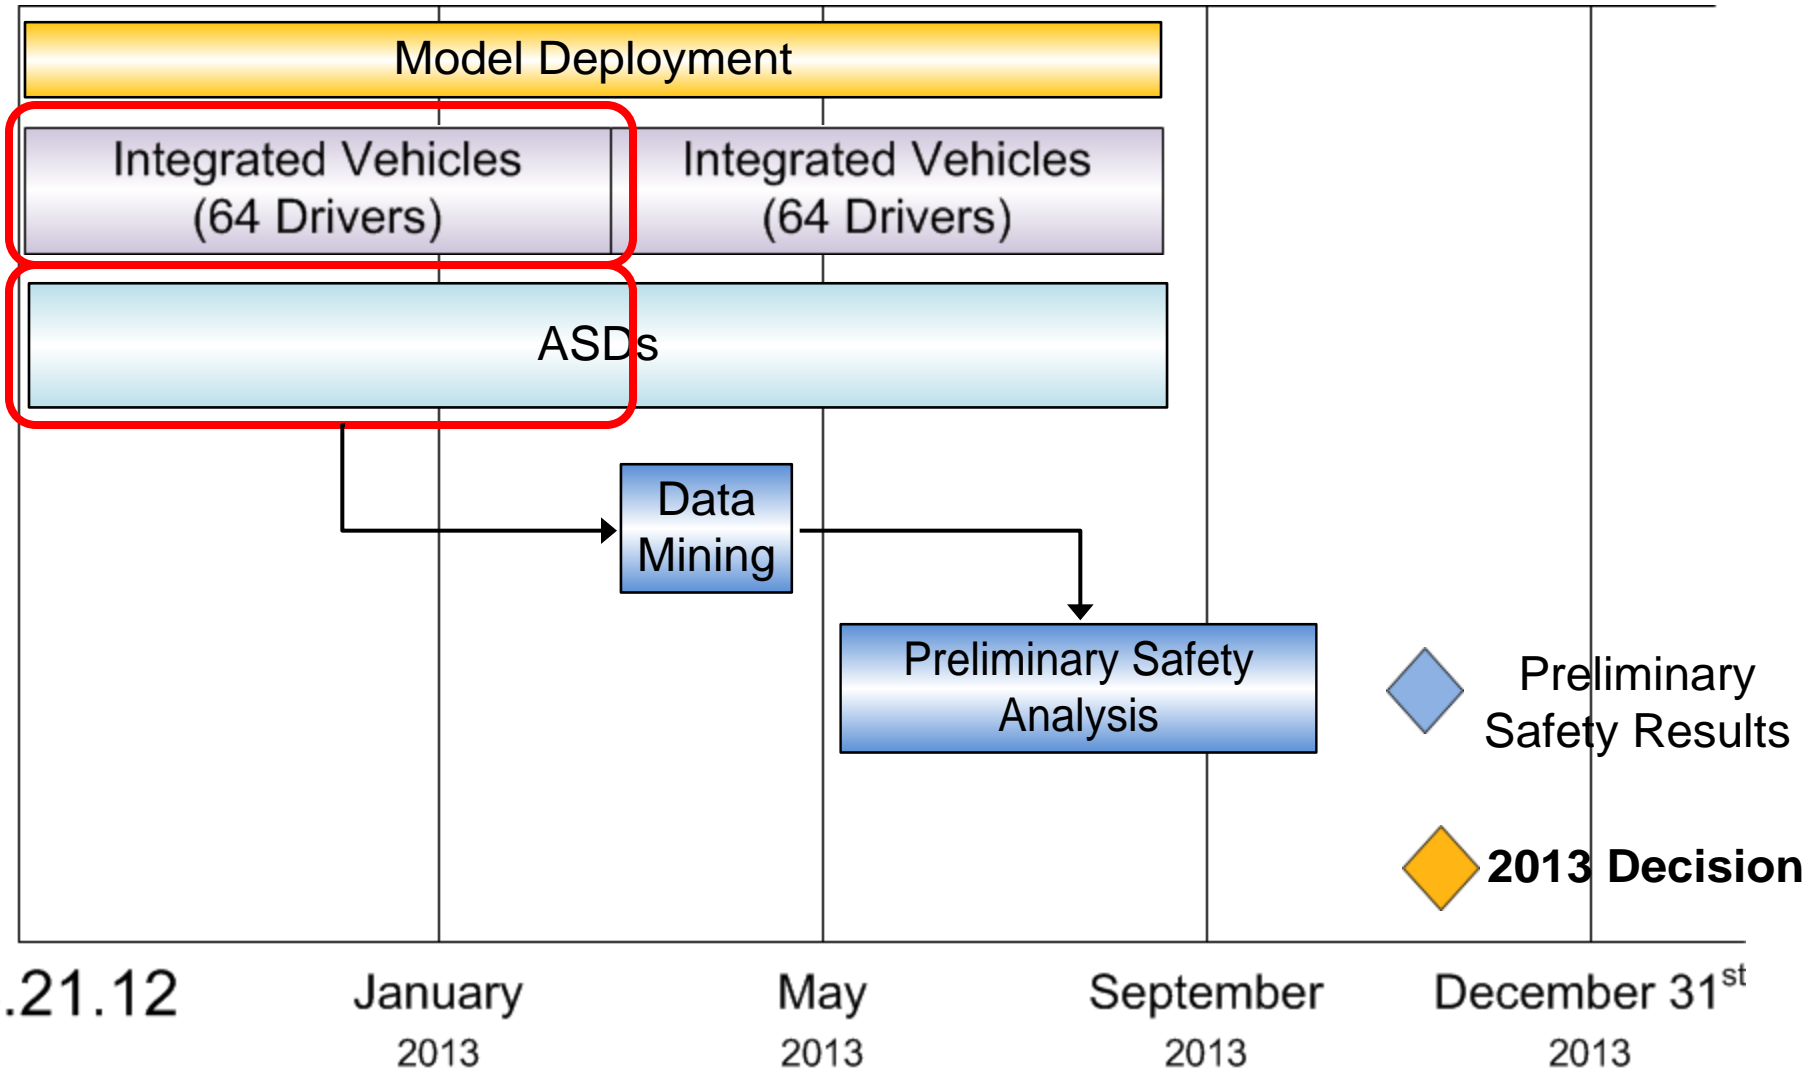 Model Deployment
Integrated Vehicles
(64 Drivers)
Integrated Vehicles
(64 Drivers)
ASDs
Data
Mining
Preliminary Safety
Analysis
Preliminary
Safety Results
2013 Decision
.21.12
January
2013
May
2013
September
2013
December 31st
2013